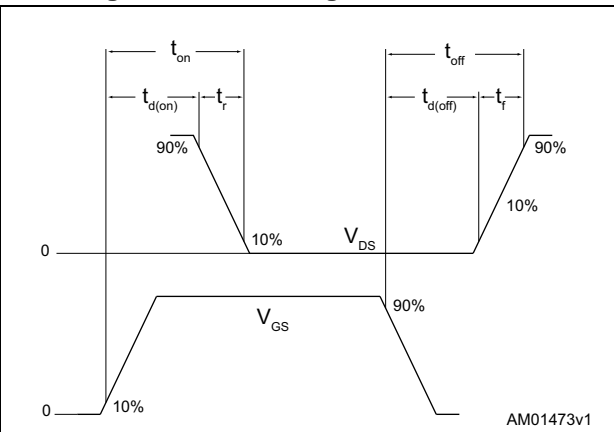 t_on t_off
t_d(on) t_r t_d(off) t_f
90% 90%
10%
10% V_DS
0
90%
V_GS
0 10%
AM01473v1